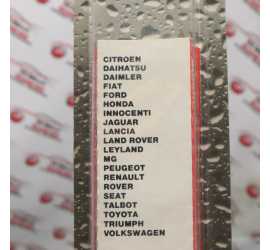 CITROEN
DAIHATSU
DAIMLER
FIAT
FORD
HONDA
INNOCENTI
JAGUAR
LANCIA
LAND ROVER
LEYLAND
MG
PEUGEOT
RENAULT
ROVER
SEAT
TALBOT
TOYOTA
TRIUMPH
VOLKSWAGEN